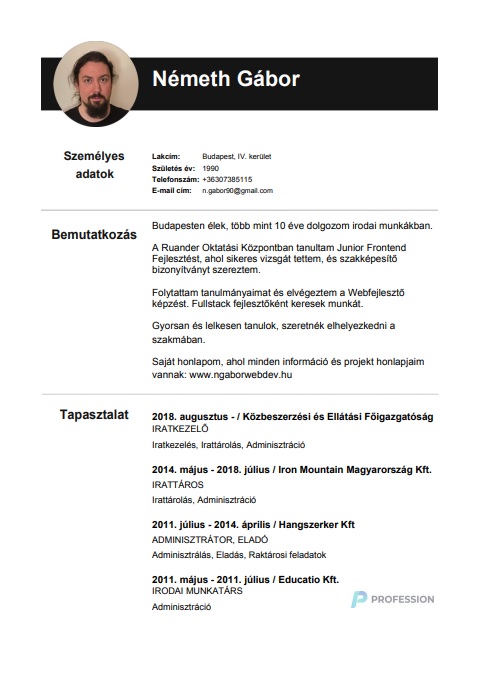 Németh Gábor
Személyes
adatok
Lakcím: Budapest, IV. kerület
Születés év: 1990
Telefonszám: +36307385115
E-mail cím: n.gabor90@gmail.com
Bemutatkozás
Budapesten élek, több mint 10 éve dolgozom irodai munkákban.
A Ruander Oktatási Központban tanultam Junior Frontend
Fejlesztést, ahol sikeres vizsgát tettem, és szakképesítő
bizonyítványt szereztem.
Folytattam tanulmányaimat és elvégeztem a Webfejlesztő
képzést. Fullstack fejlesztőként keresek munkát.
Gyorsan és lelkesen tanulok, szeretnék elhelyezkedni a
szakmában.
Saját honlapom, ahol minden információ és projekt honlapjaim
vannak: www.ngaborwebdev.hu
Tapasztalat
2018. augusztus - / Közbeszerzési és Ellátási Főigazgatóság
IRATKEZELŐ
Iratkezelés, Irattárolás, Adminisztráció
2014. május - 2018. július / Iron Mountain Magyarország Kft.
IRATTÁROS
Irattárolás, Adminisztráció
2011. július - 2014. április / Hangszerker Kft
ADMINISZTRÁTOR, ELADÓ
Adminisztrálás, Eladás, Raktárosi feladatok
2011. május - 2011. július / Educatio Kft.
IRODAI MUNKATÁRS
Adminisztráció
PROFESSION